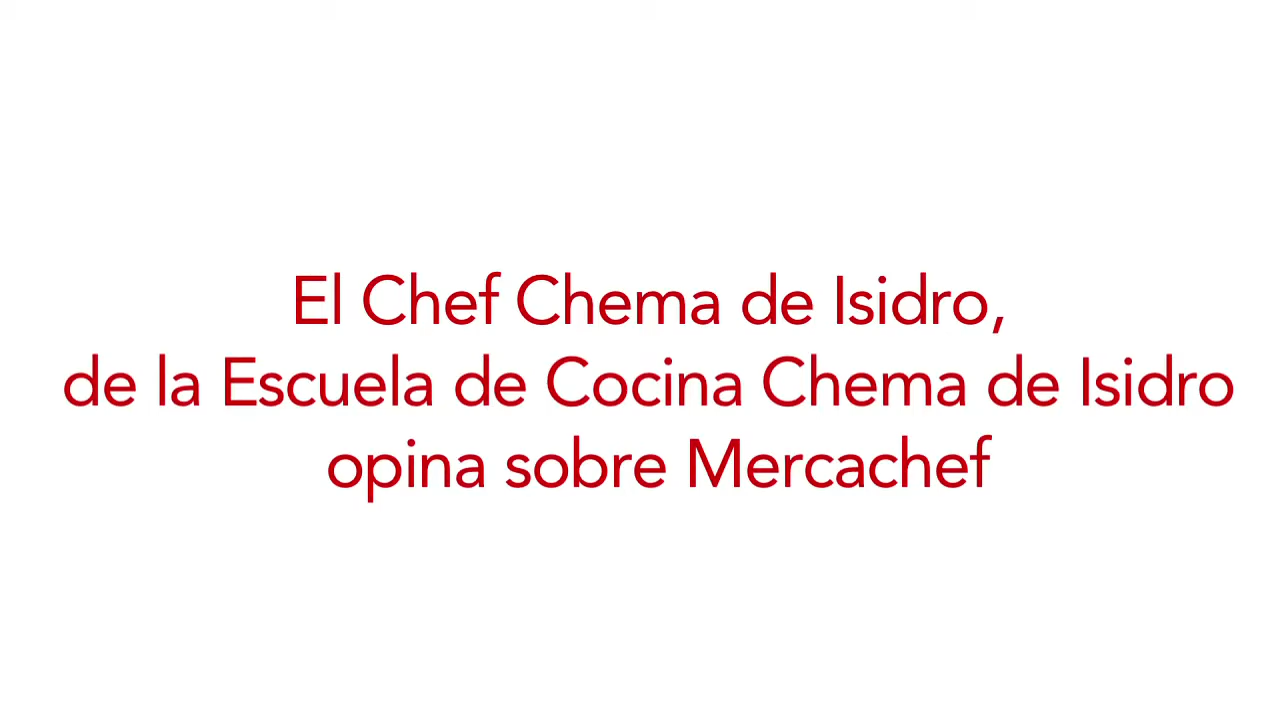 El Chef Chema de Isidro,
de la Escuela de Cocina Chema de Isidro
opina sobre Mercachef